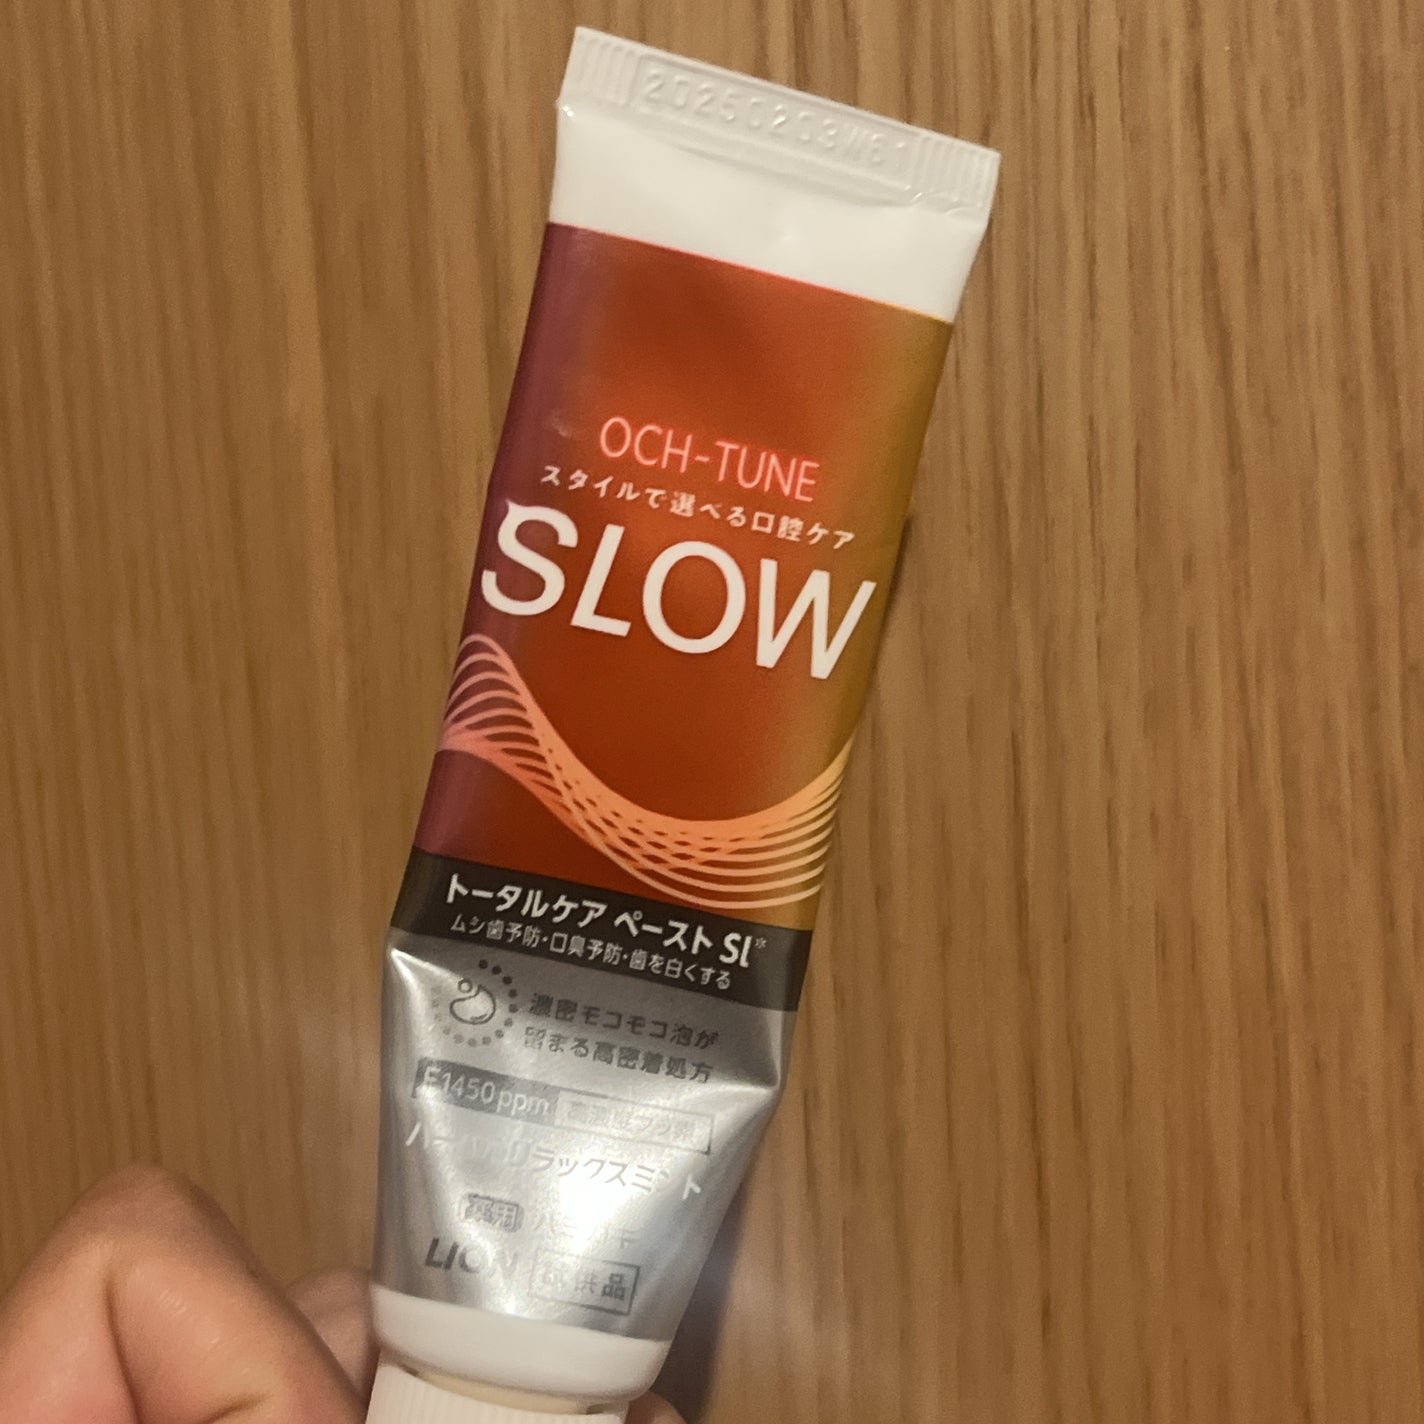 20250203W61
OCH-TUNE
スタイルで選べる口腔ケア
SLOW
トータルケア ペースト SL*
ムシ歯予防・口臭予防・歯を白くする
濃密モコモコ泡が
留まる高密着処方
F1450ppm 高濃度フッ素
リラックスミント
薬用 ハミガキ
LION 試供品